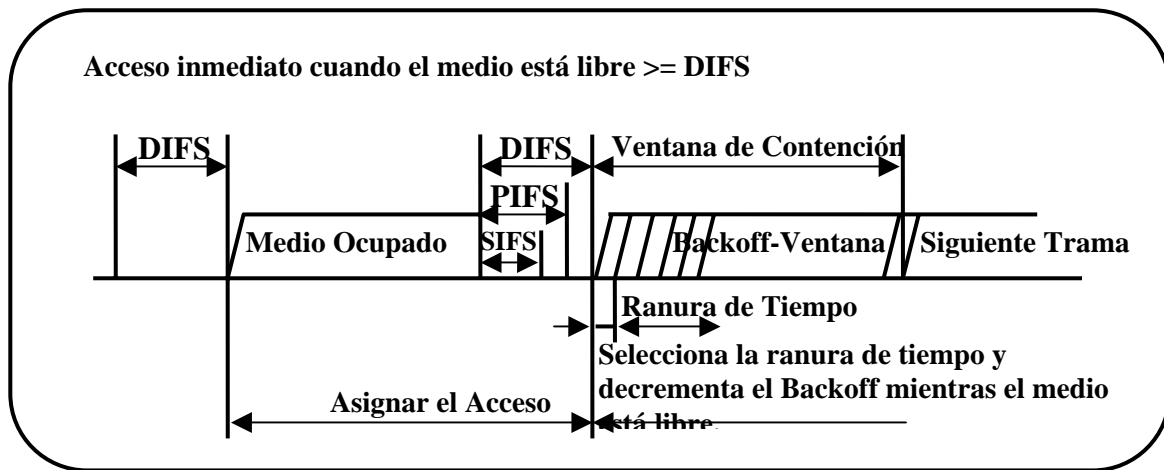 Acceso inmediato cuando el medio está libre >= DIFS
DIFS
DIFS
Ventana de Contención
PIFS
Medio Ocupado
SIFS
Backoff-Ventana
Siguiente Trama
Ranura de Tiempo
Selecciona la ranura de tiempo y
decrementa el Backoff mientras el medio
está libre.
Asignar el Acceso